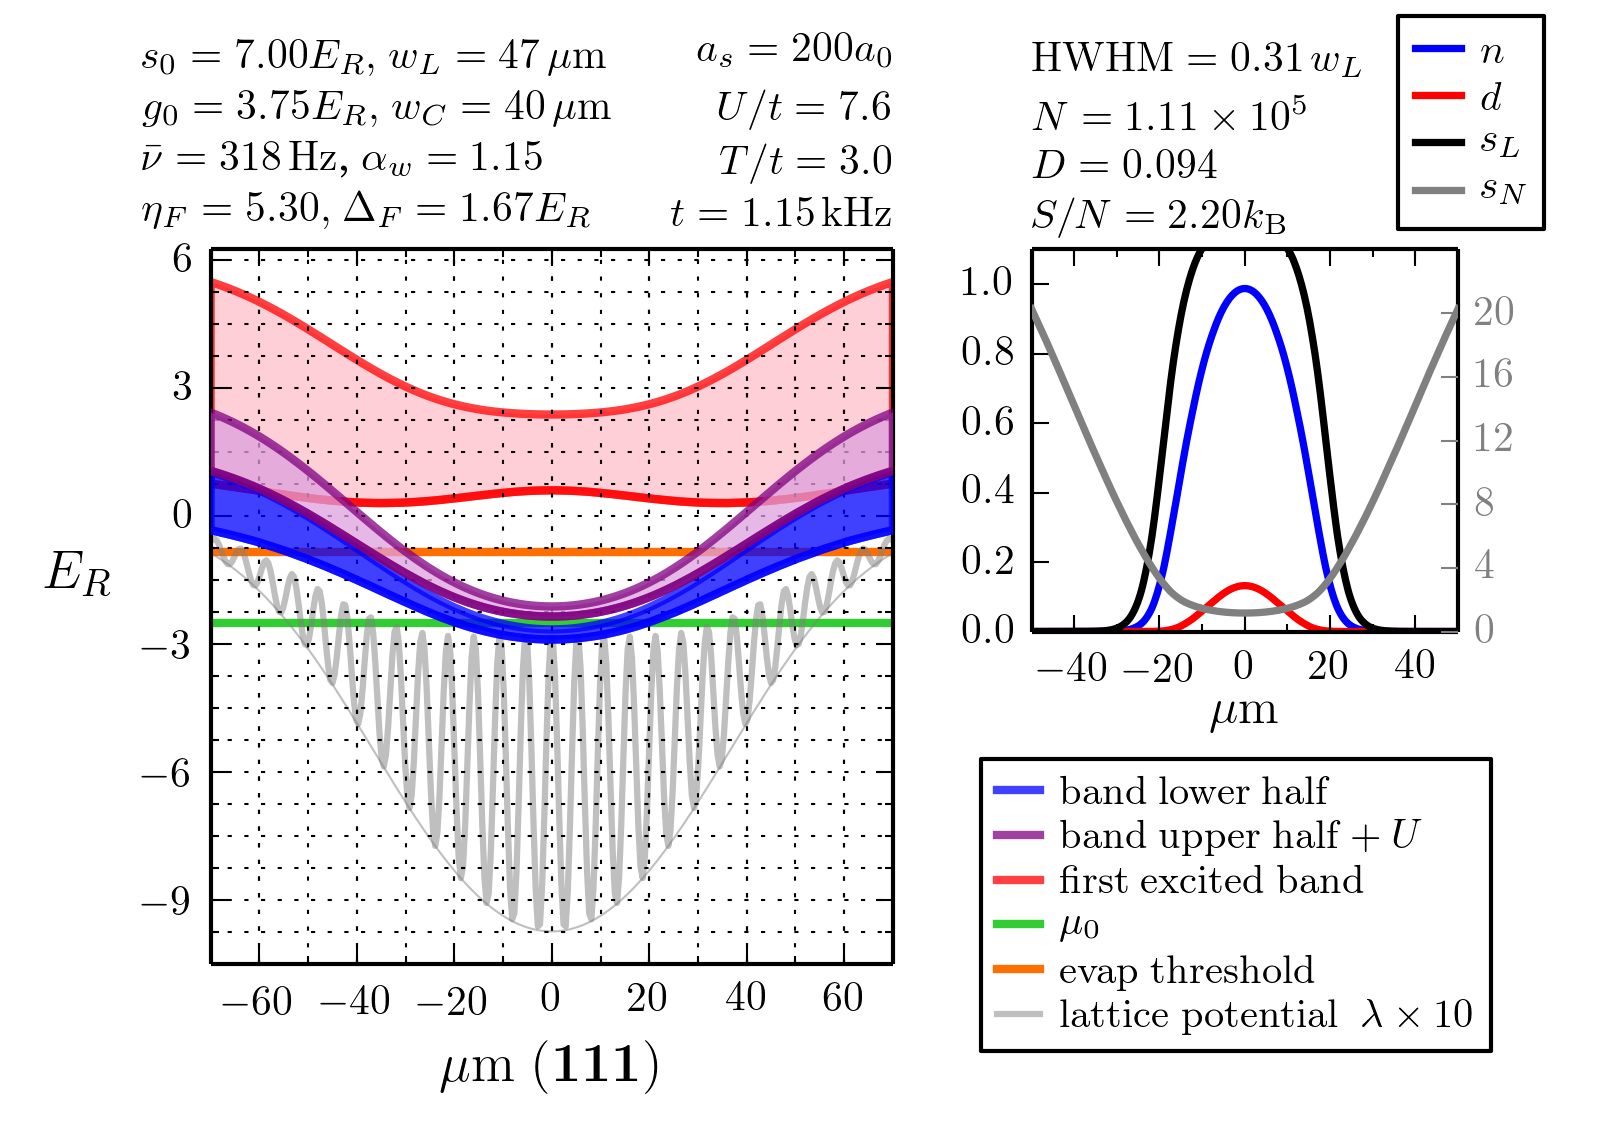 s₀ = 7.00E_R, w_L = 47 μm
g₀ = 3.75E_R, w_C = 40 μm
ν̄ = 318 Hz, α_w = 1.15
η_F = 5.30, Δ_F = 1.67E_R
a_s = 200a₀
U/t = 7.6
T/t = 3.0
t = 1.15 kHz
HWHM = 0.31 w_L
N = 1.11 × 10⁵
D = 0.094
S/N = 2.20k_B
n
d
s_L
s_N
6
3
0
−3
−6
−9
E_R
−60 −40 −20 0 20 40 60
μm (111)
1.0
0.8
0.6
0.4
0.2
0.0
20
16
12
8
4
0
−40 −20 0 20 40
μm
band lower half
band upper half + U
first excited band
μ₀
evap threshold
lattice potential λ × 10